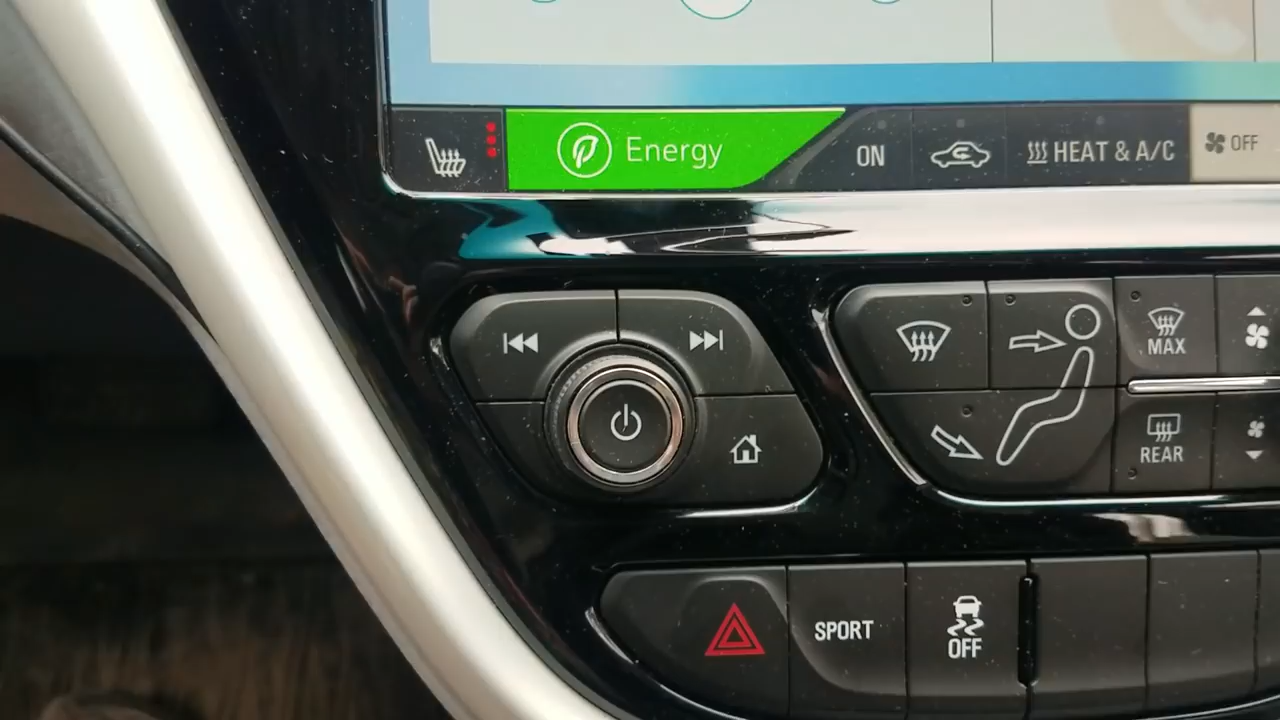 Energy
ON
HEAT & A/C
OFF
MAX
REAR
SPORT
OFF